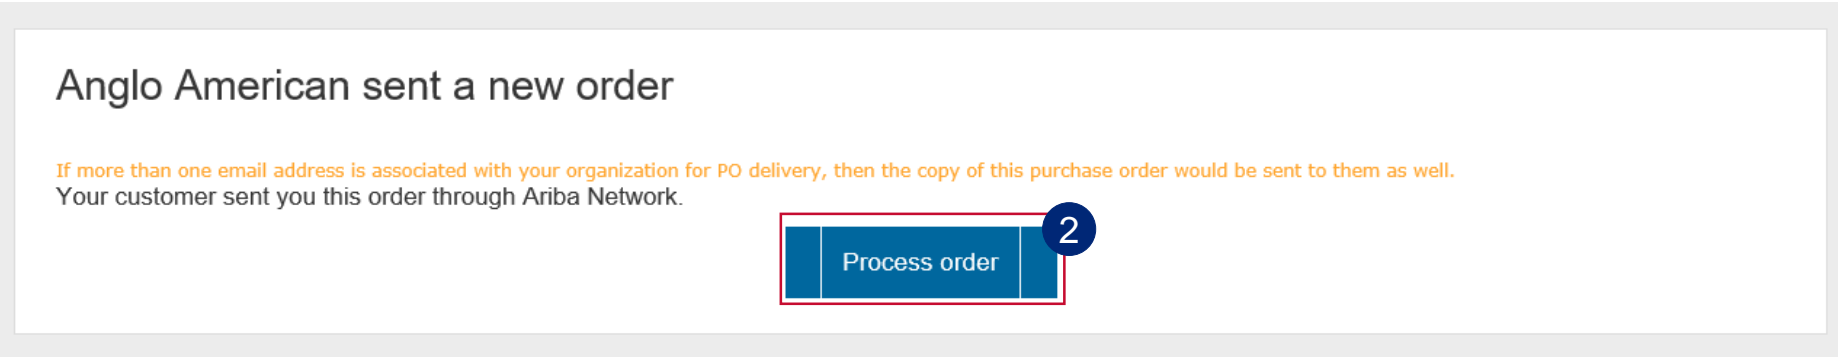 Anglo American sent a new order
If more than one email address is associated with your organization for PO delivery, then the copy of this purchase order would be sent to them as well.
Your customer sent you this order through Ariba Network.
2
Process order